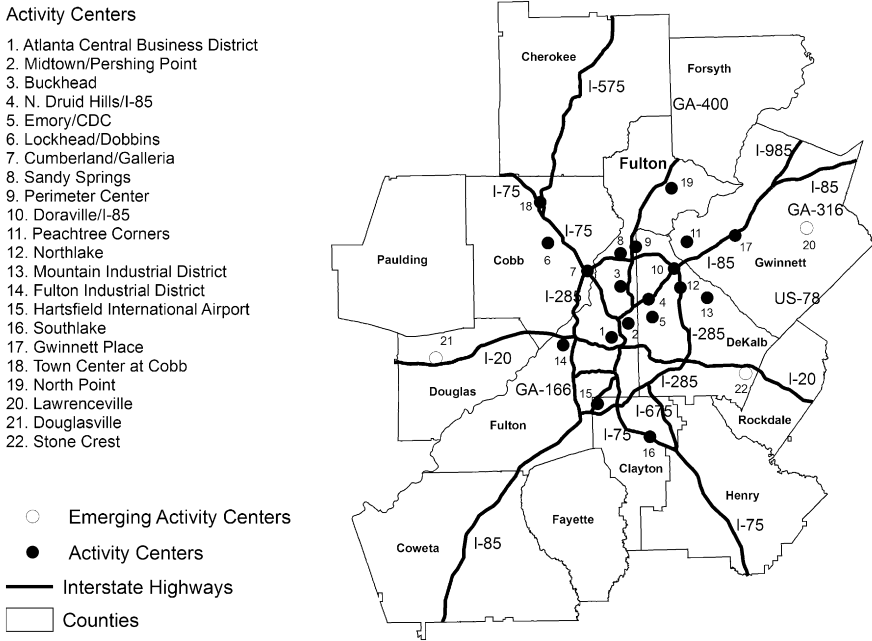 Activity Centers
1. Atlanta Central Business District
2. Midtown/Pershing Point
3. Buckhead
4. N. Druid Hills/I-85
5. Emory/CDC
6. Lockhead/Dobbins
7. Cumberland/Galleria
8. Sandy Springs
9. Perimeter Center
10. Doraville/I-85
11. Peachtree Corners
12. Northlake
13. Mountain Industrial District
14. Fulton Industrial District
15. Hartsfield International Airport
16. Southlake
17. Gwinnett Place
18. Town Center at Cobb
19. North Point
20. Lawrenceville
21. Douglasville
22. Stone Crest
Emerging Activity Centers
Activity Centers
Interstate Highways
Counties
Cherokee
Forsyth
I-575
GA-400
I-985
Fulton
19
I-85
I-75
18
GA-316
I-75
20
6
8
9
11
17
Paulding
Cobb
7
10
I-85
Gwinnett
3
12
I-285
4
13
US-78
5
2
1
I-285
DeKalb
21
14
I-20
22
I-20
I-285
GA-166
Douglas
15
I-675
Rockdale
Fulton
I-75
16
Clayton
Henry
I-75
Fayette
I-85
Coweta